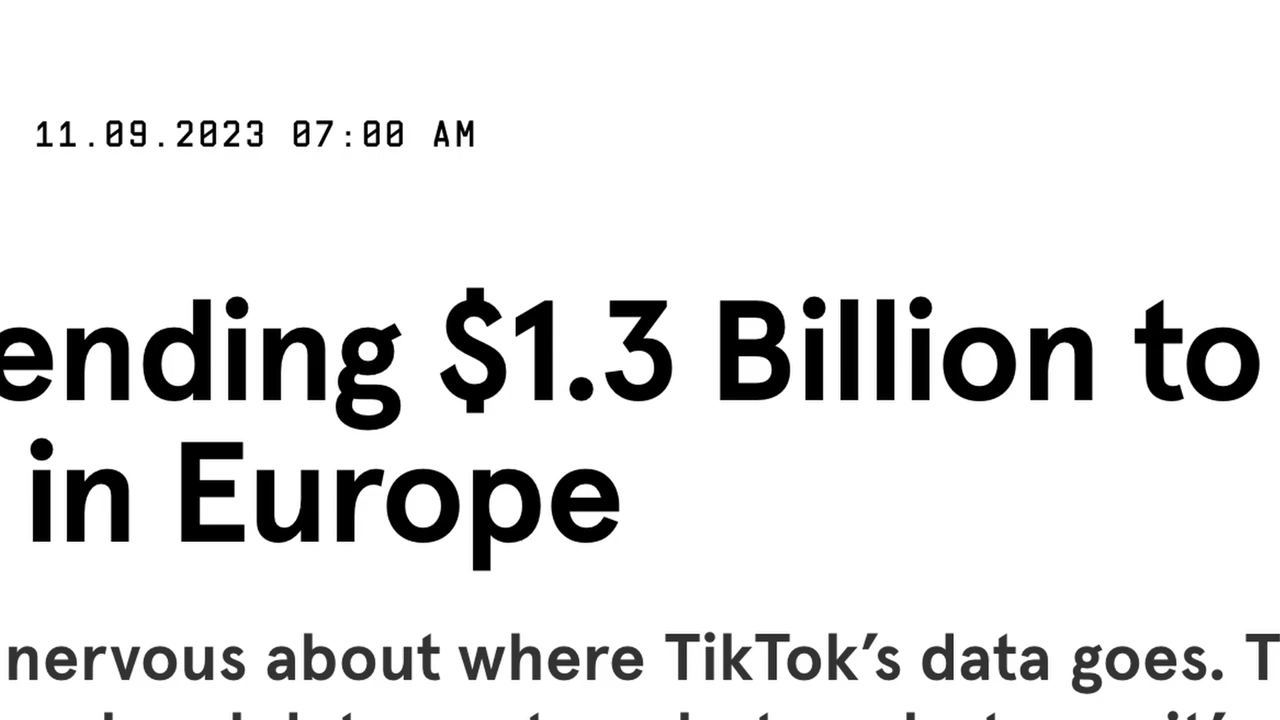 11.09.2023 07:00 AM
ending $1.3 Billion to
in Europe
nervous about where TikTok’s data goes. T